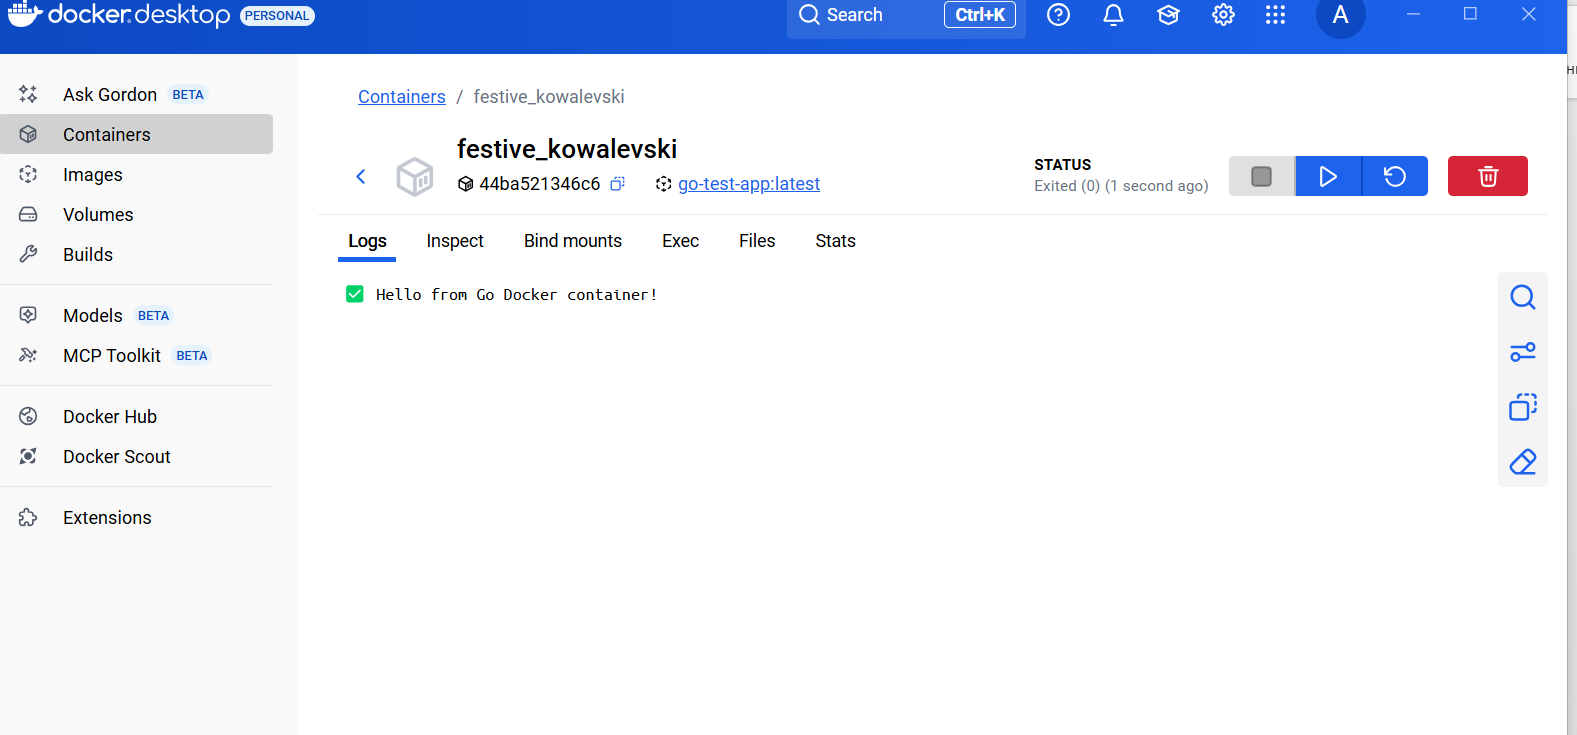 docker.desktop PERSONAL
Search Ctrl+K
A
Ask Gordon BETA
Containers
Images
Volumes
Builds
Models BETA
MCP Toolkit BETA
Docker Hub
Docker Scout
Extensions
Containers / festive_kowalevski
festive_kowalevski
44ba521346c6 go-test-app:latest
STATUS
Exited (0) (1 second ago)
Logs Inspect Bind mounts Exec Files Stats
✅ Hello from Go Docker container!